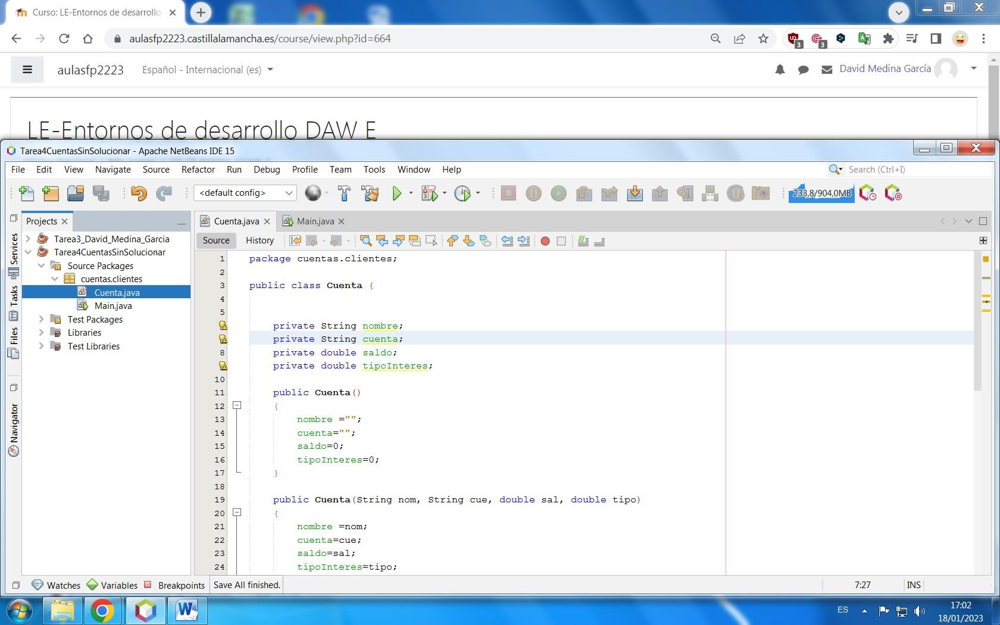 Curso: LE-Entornos de desarrollo
aulasfp2223.castillalamancha.es/course/view.php?id=664
3
3
aulasfp2223
Español - Internacional (es)
David Medina García
LE-Entornos de desarrollo DAW E
Tarea4CuentasSinSolucionar - Apache NetBeans IDE 15
File Edit View Navigate Source Refactor Run Debug Profile Team Tools Window Help
Search (Ctrl+I)
<default config>
233,8/904,0MB
Projects
Cuenta.java
Main.java
Source History
Services
Tasks
Files
Navigator
Tarea3_David_Medina_Garcia
Tarea4CuentasSinSolucionar
Source Packages
cuentas.clientes
Cuenta.java
Main.java
Test Packages
Libraries
Test Libraries
1 package cuentas.clientes;
2
3 public class Cuenta {
4
5
private String nombre;
private String cuenta;
8 private double saldo;
private double tipoInteres;
10
11 public Cuenta()
12 {
13 nombre ="";
14 cuenta="";
15 saldo=0;
16 tipoInteres=0;
17 }
18
19 public Cuenta(String nom, String cue, double sal, double tipo)
20 {
21 nombre =nom;
22 cuenta=cue;
23 saldo=sal;
24 tipoInteres=tipo;
Watches Variables Breakpoints Save All finished.
7:27 INS
ES
17:02
18/01/2023